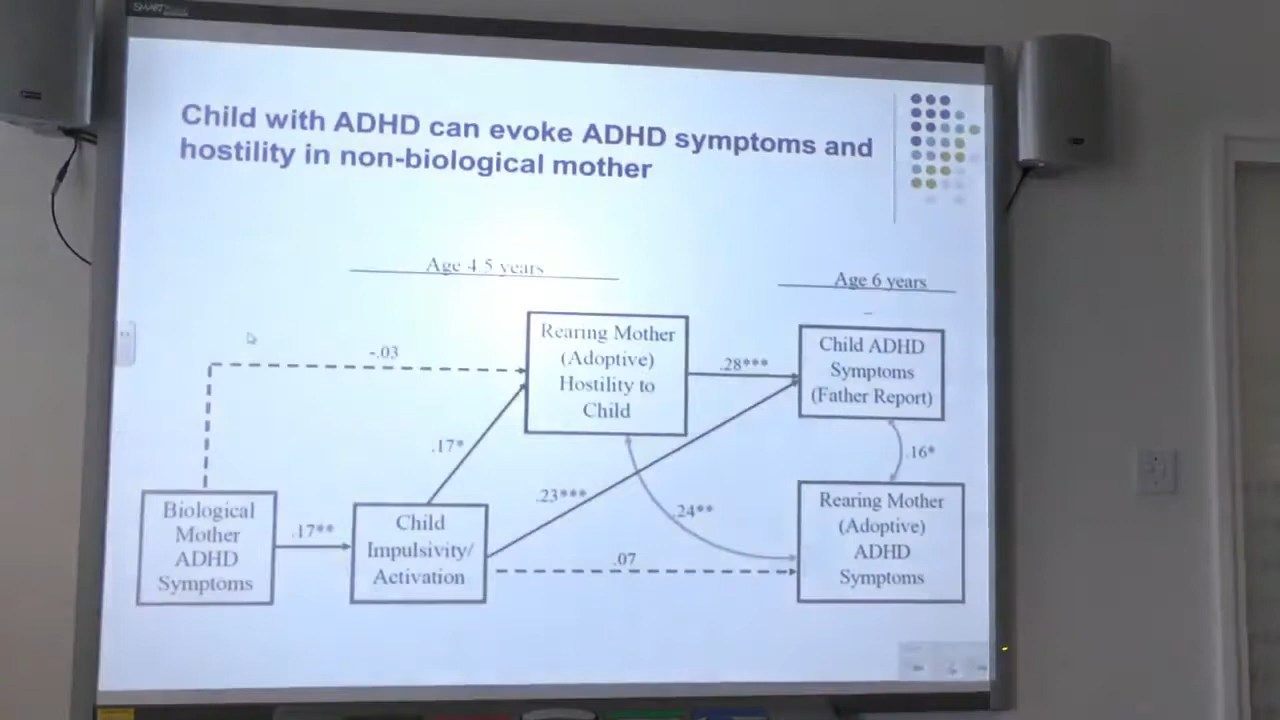 SMART
Child with ADHD can evoke ADHD symptoms and
hostility in non-biological mother
Age 4.5 years
Age 6 years
Rearing Mother
(Adoptive)
Hostility to
Child
Child ADHD
Symptoms
(Father Report)
-.03
.28***
.17*
.16*
.23***
.24**
Biological
Mother
ADHD
Symptoms
.17**
Child
Impulsivity/
Activation
.07
Rearing Mother
(Adoptive)
ADHD
Symptoms